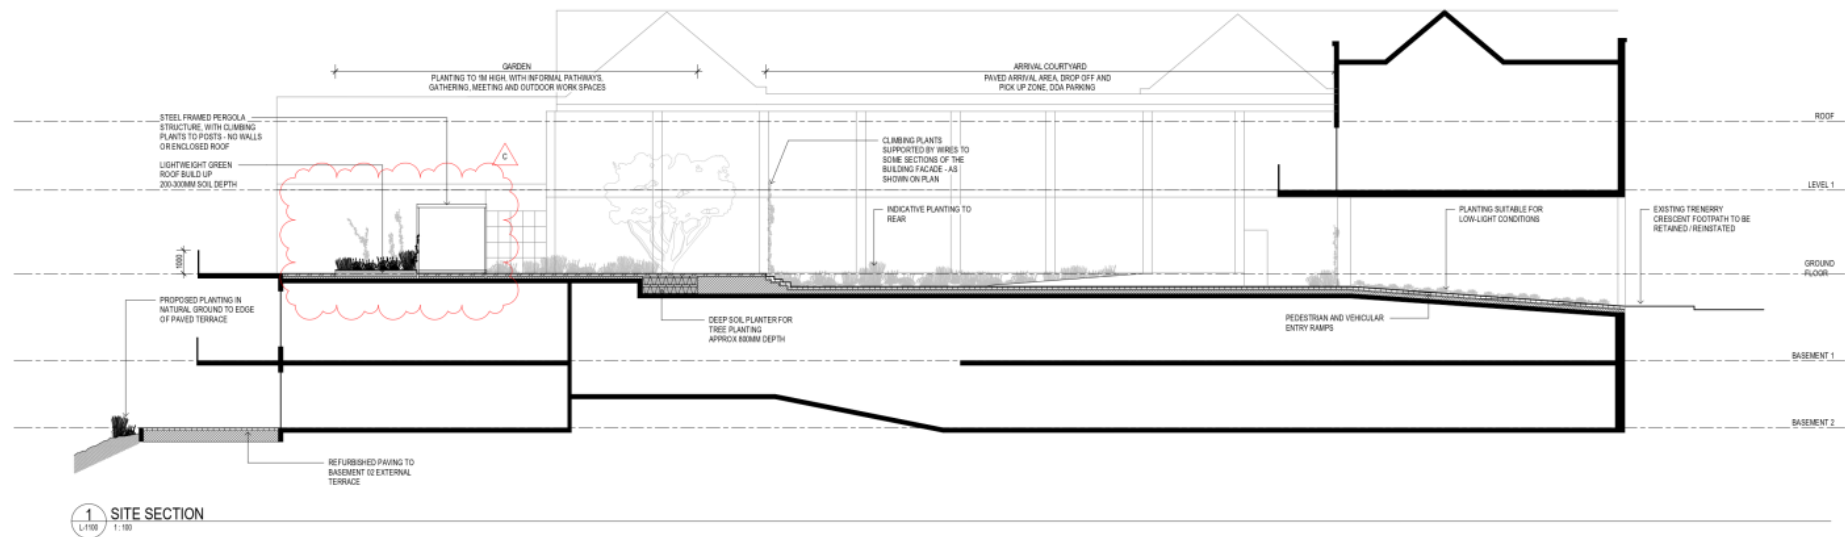 GARDEN
PLANTING TO 1M HIGH, WITH INFORMAL PATHWAYS,
GATHERING, MEETING AND OUTDOOR WORK SPACES
ARRIVAL COURTYARD
PAVED ARRIVAL AREA, DROP OFF AND
PICK UP ZONE, DDA PARKING
STEEL FRAMED PERGOLA
STRUCTURE, WITH CLIMBING
PLANTS TO POSTS - NO WALLS
OR ENCLOSED ROOF
LIGHTWEIGHT GREEN
ROOF BUILD UP
200-300MM SOIL DEPTH
C
CLIMBING PLANTS
SUPPORTED BY WIRES TO
SOME SECTIONS OF THE
BUILDING FACADE - AS
SHOWN ON PLAN
INDICATIVE PLANTING TO
REAR
PLANTING SUITABLE FOR
LOW-LIGHT CONDITIONS
EXISTING TRENERRY
CRESCENT FOOTPATH TO BE
RETAINED / REINSTATED
ROOF
LEVEL 1
GROUND
FLOOR
BASEMENT 1
BASEMENT 2
1000
PROPOSED PLANTING IN
NATURAL GROUND TO EDGE
OF PAVED TERRACE
DEEP SOIL PLANTER FOR
TREE PLANTING
APPROX 800MM DEPTH
PEDESTRIAN AND VEHICULAR
ENTRY RAMPS
REFURBISHED PAVING TO
BASEMENT 02 EXTERNAL
TERRACE
1
L-1100
SITE SECTION
1 : 100